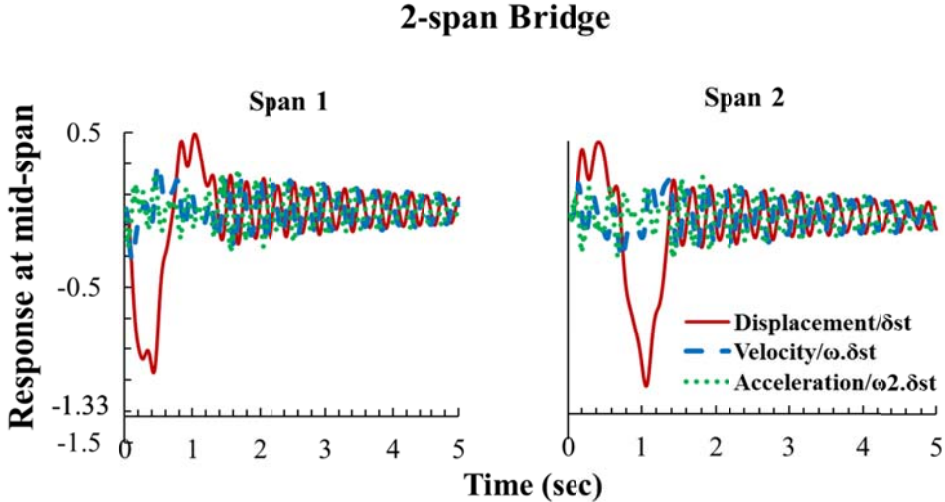 2-span Bridge
Span 1
Span 2
Response at mid-span
0.5
-0.5
-1.33
-1.5
0 1 2 3 4 5
0 1 2 3 4 5
Displacement/δst
Velocity/ω.δst
Acceleration/ω2.δst
Time (sec)